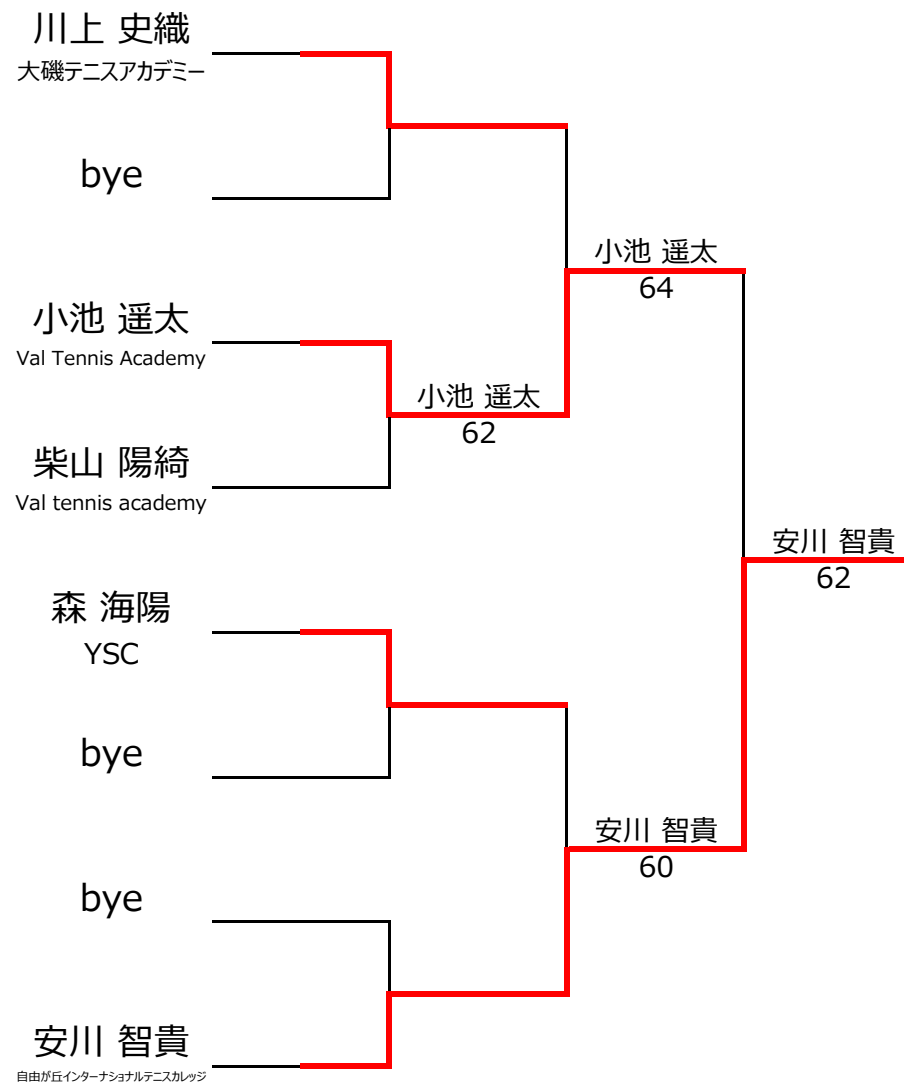 川上 史織
大磯テニスアカデミー
bye
小池 遥太
64
小池 遥太
Val Tennis Academy
小池 遥太
62
柴山 陽綺
Val tennis academy
安川 智貴
62
森 海陽
YSC
bye
安川 智貴
60
bye
安川 智貴
自由が丘インターナショナルテニスカレッジ